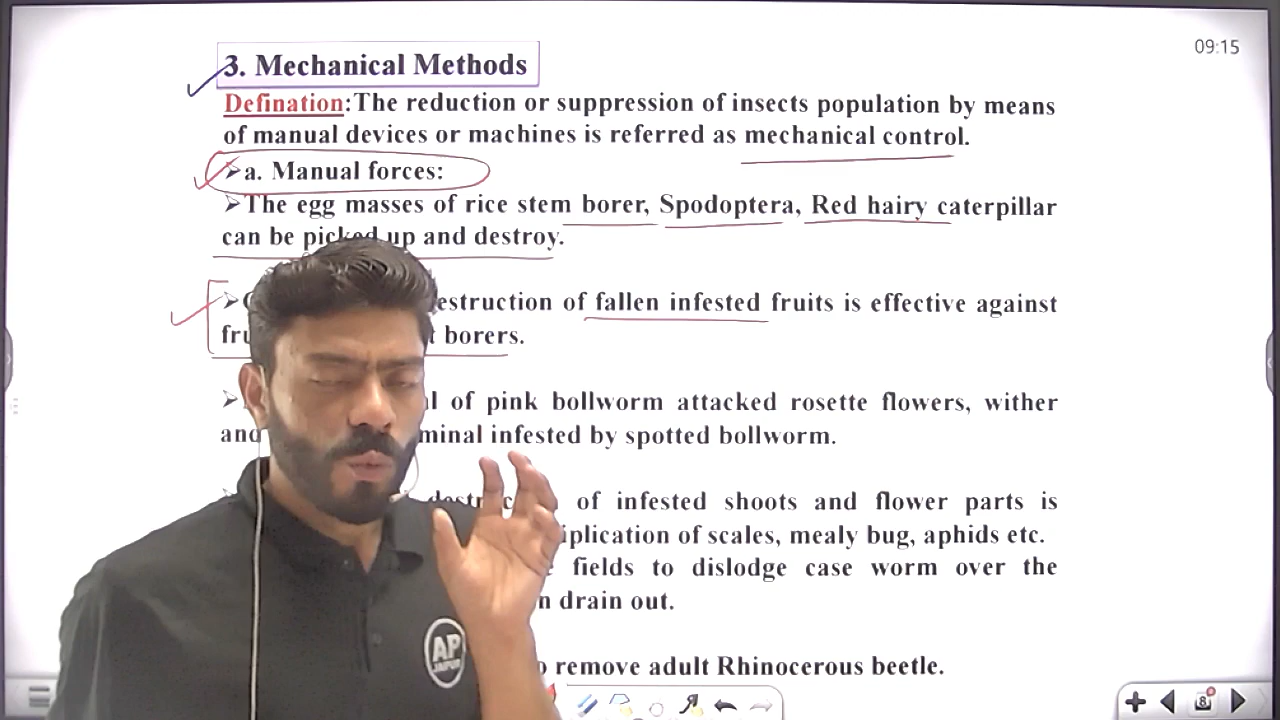 09:15
3. Mechanical Methods
Defination:The reduction or suppression of insects population by means
of manual devices or machines is referred as mechanical control.
a. Manual forces:
The egg masses of rice stem borer, Spodoptera, Red hairy caterpillar
can be picked up and destroy.
of fallen infested fruits is effective against
borers.
of pink bollworm attacked rosette flowers, wither
and infested by spotted bollworm.
of infested shoots and flower parts is
of scales, mealy bug, aphids etc.
fields to dislodge case worm over the
drain out.
remove adult Rhinocerous beetle.
AP
JAIPUR
8